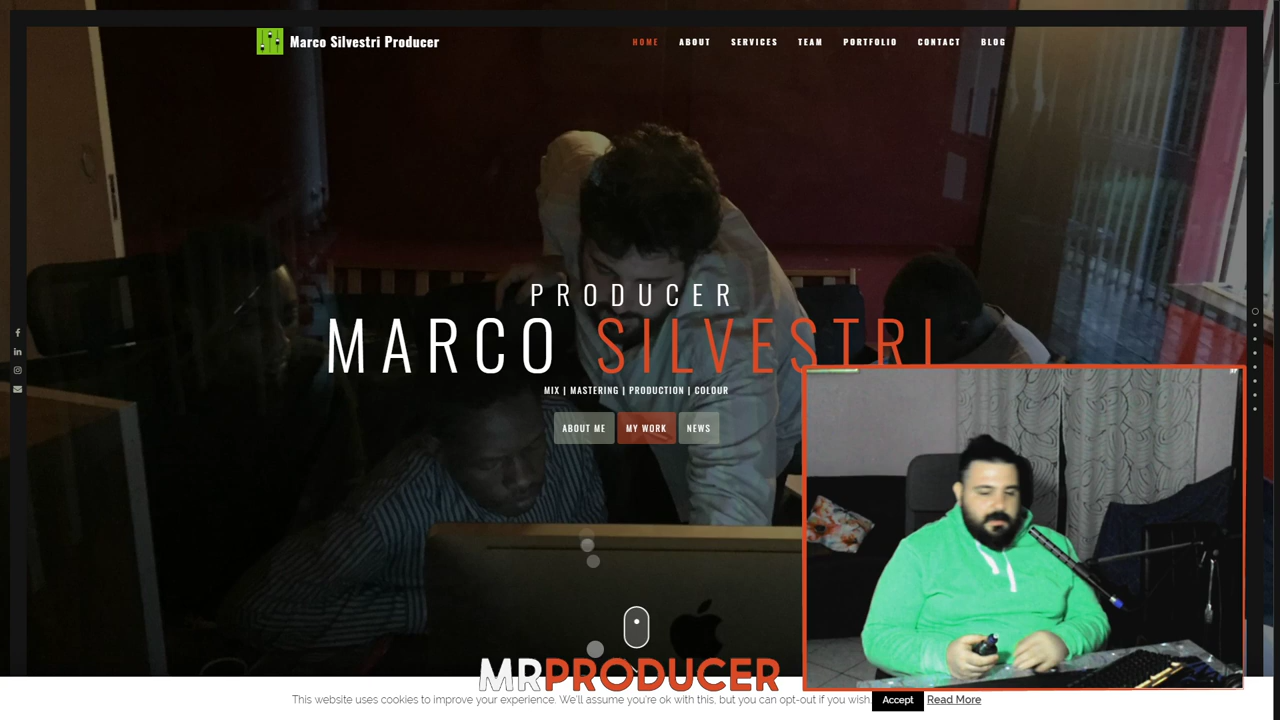 Marco Silvestri Producer
HOME ABOUT SERVICES TEAM PORTFOLIO CONTACT BLOG
PRODUCER
MARCO SILVESTRI
MIX | MASTERING | PRODUCTION | COLOUR
ABOUT ME MY WORK NEWS
MRPRODUCER
This website uses cookies to improve your experience. We'll assume you're ok with this, but you can opt-out if you wish. Accept Read More